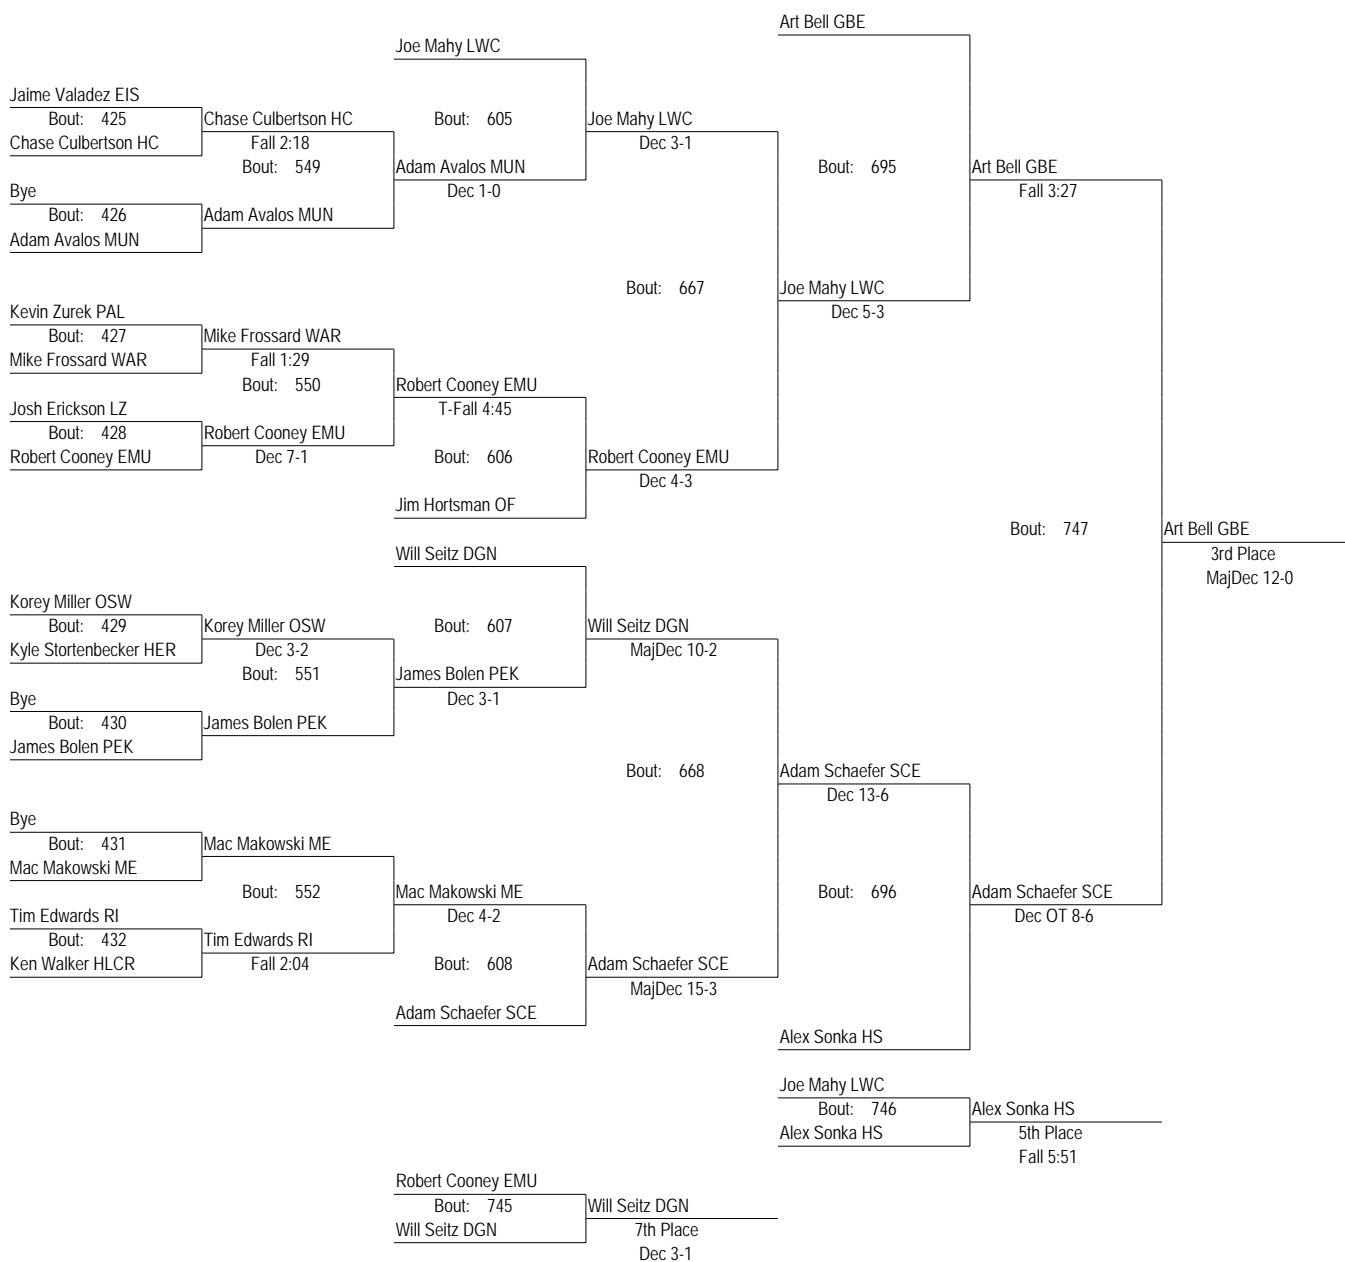 Art Bell GBE
Joe Mahy LWC
Jaime Valadez EIS
Bout: 425
Chase Culbertson HC
Bout: 605
Joe Mahy LWC
Chase Culbertson HC
Fall 2:18
Dec 3-1
Bout: 549
Adam Avalos MUN
Bout: 695
Art Bell GBE
Bye
Dec 1-0
Fall 3:27
Bout: 426
Adam Avalos MUN
Adam Avalos MUN
Bout: 667
Joe Mahy LWC
Kevin Zurek PAL
Dec 5-3
Bout: 427
Mike Frossard WAR
Mike Frossard WAR
Fall 1:29
Bout: 550
Robert Cooney EMU
Josh Erickson LZ
T-Fall 4:45
Bout: 428
Robert Cooney EMU
Robert Cooney EMU
Dec 7-1
Bout: 606
Robert Cooney EMU
Dec 4-3
Jim Hortsman OF
Bout: 747
Art Bell GBE
Will Seitz DGN
3rd Place
MajDec 12-0
Korey Miller OSW
Bout: 429
Korey Miller OSW
Bout: 607
Will Seitz DGN
Kyle Stortenbecker HER
Dec 3-2
MajDec 10-2
Bout: 551
James Bolen PEK
Bye
Dec 3-1
Bout: 430
James Bolen PEK
James Bolen PEK
Bout: 668
Adam Schaefer SCE
Dec 13-6
Bye
Bout: 431
Mac Makowski ME
Mac Makowski ME
Bout: 552
Mac Makowski ME
Bout: 696
Adam Schaefer SCE
Tim Edwards RI
Dec 4-2
Dec OT 8-6
Bout: 432
Tim Edwards RI
Ken Walker HLCR
Fall 2:04
Bout: 608
Adam Schaefer SCE
MajDec 15-3
Adam Schaefer SCE
Alex Sonka HS
Joe Mahy LWC
Bout: 746
Alex Sonka HS
Alex Sonka HS
5th Place
Fall 5:51
Robert Cooney EMU
Bout: 745
Will Seitz DGN
Will Seitz DGN
7th Place
Dec 3-1